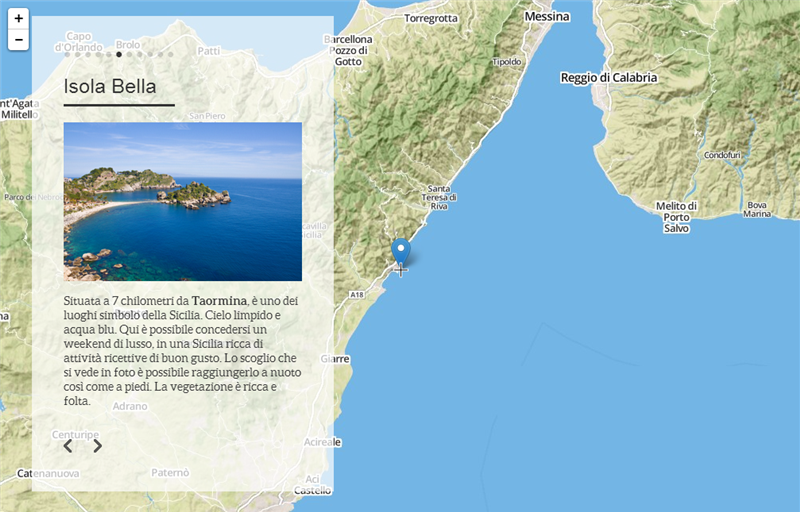 +
−
Isola Bella
Situata a 7 chilometri da Taormina, è uno dei
luoghi simbolo della Sicilia. Cielo limpido e
acqua blu. Qui è possibile concedersi un
weekend di lusso, in una Sicilia ricca di
attività ricettive di buon gusto. Lo scoglio che
si vede in foto è possibile raggiungerlo a nuoto
così come a piedi. La vegetazione è ricca e
folta.
Capo
d'Orlando
Brolo
Patti
nt'Agata
Militello
San Piero
Parco dei Nebrodi
Adrano
Centuripe
Catenanuova
Paternò
Barcellona
Pozzo di
Gotto
Torregrotta
Messina
Tipoldo
Reggio di Calabria
Santa
Teresa di
Riva
Condofuri
Melito di
Porto
Salvo
Bova
Marina
A18
Giarre
Acireale
Aci
Castello